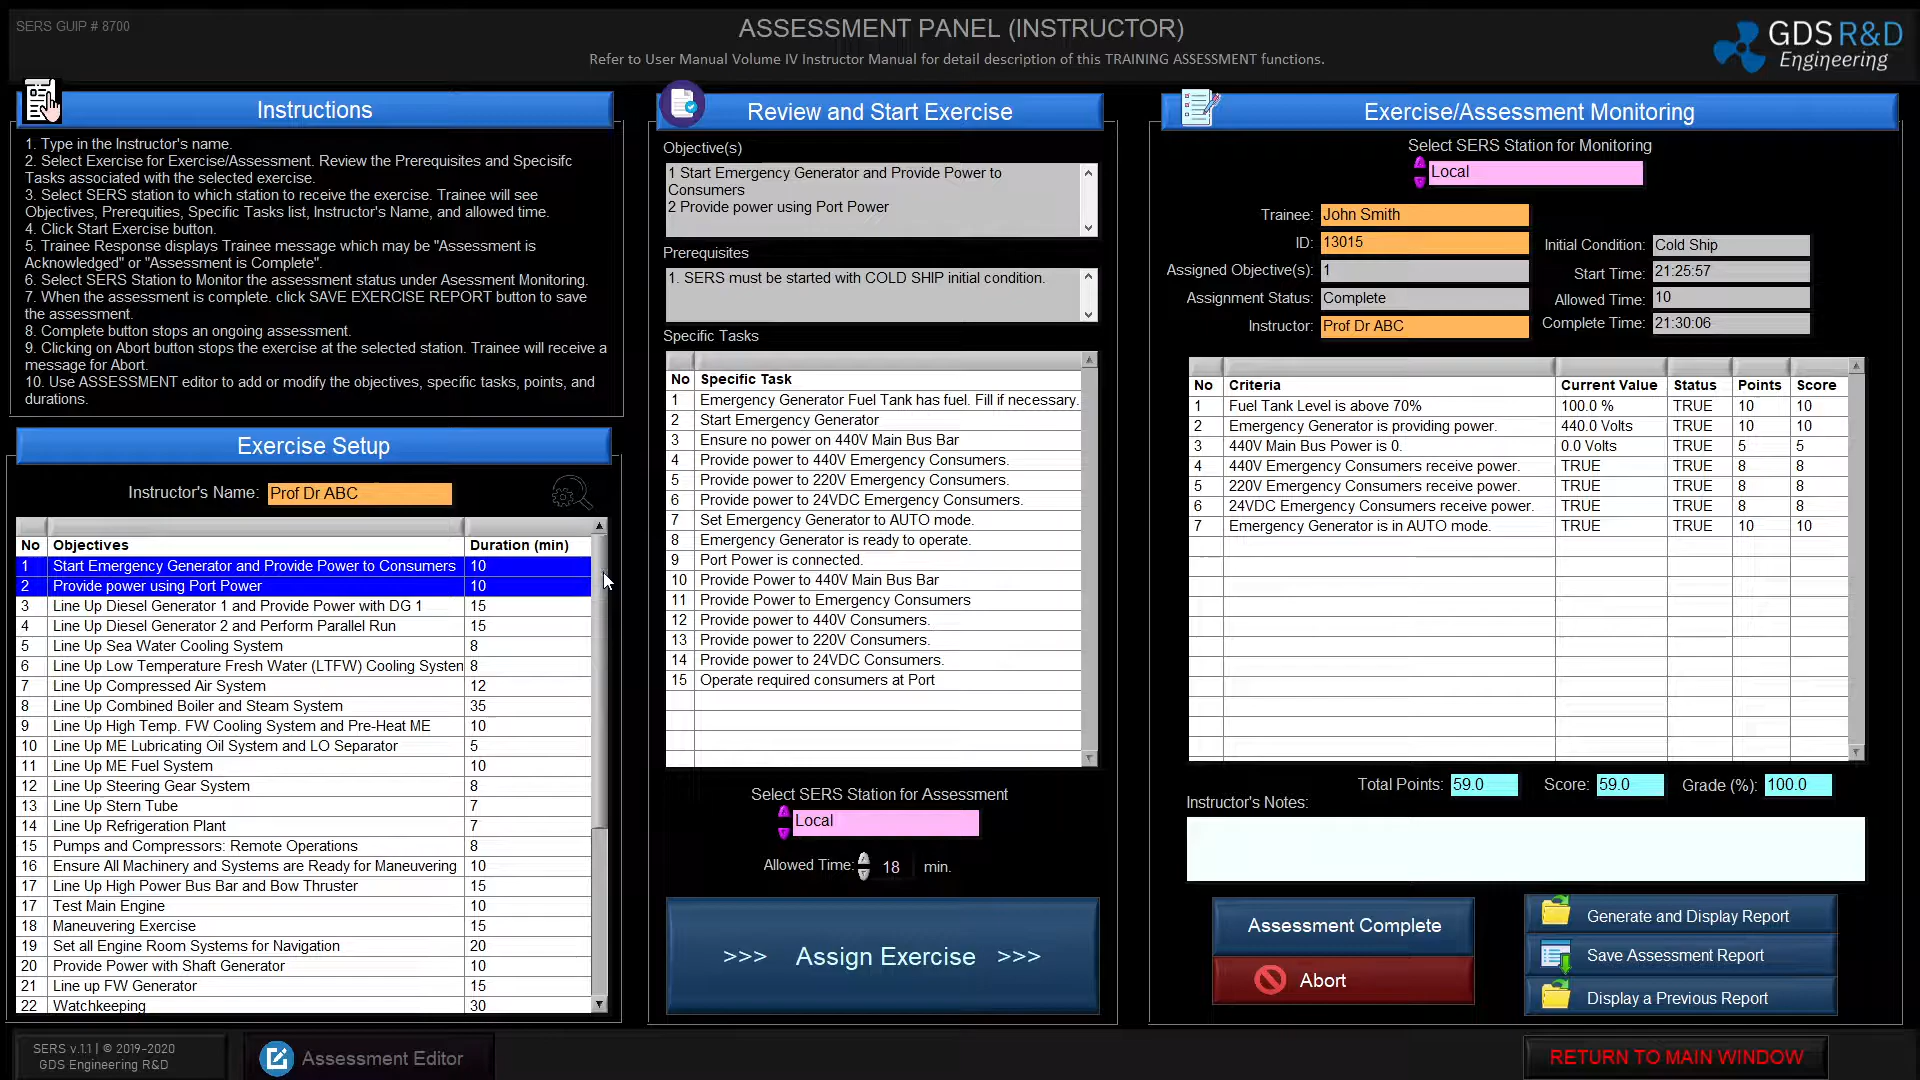 SERS GUIP # 8700
ASSESSMENT PANEL (INSTRUCTOR)
Refer to User Manual Volume IV Instructor Manual for detail description of this TRAINING ASSESSMENT functions.
GDS R&D
Engineering
Instructions
1. Type in the Instructor's name.
2. Select Exercise for Exercise/Assessment. Review the Prerequisites and Specisifc
Tasks associated with the selected exercise.
3. Select SERS station to which station to receive the exercise. Trainee will see
Objectives, Prerequities, Specific Tasks list, Instructor's Name, and allowed time.
4. Click Start Exercise button.
5. Trainee Response displays Trainee message which may be "Assessment is
Acknowledged" or "Assessment is Complete".
6. Select SERS Station to Monitor the assessment status under Asessment Monitoring.
7. When the assessment is complete. click SAVE EXERCISE REPORT button to save
the assessment.
8. Complete button stops an ongoing assessment.
9. Clicking on Abort button stops the exercise at the selected station. Trainee will receive a
message for Abort.
10. Use ASSESSMENT editor to add or modify the objectives, specific tasks, points, and
durations.
Exercise Setup
Instructor's Name: Prof Dr ABC
No Objectives Duration (min)
1 Start Emergency Generator and Provide Power to Consumers 10
2 Provide power using Port Power 10
3 Line Up Diesel Generator 1 and Provide Power with DG 1 15
4 Line Up Diesel Generator 2 and Perform Parallel Run 15
5 Line Up Sea Water Cooling System 8
6 Line Up Low Temperature Fresh Water (LTFW) Cooling Systen 8
7 Line Up Compressed Air System 12
8 Line Up Combined Boiler and Steam System 35
9 Line Up High Temp. FW Cooling System and Pre-Heat ME 10
10 Line Up ME Lubricating Oil System and LO Separator 5
11 Line Up ME Fuel System 10
12 Line Up Steering Gear System 8
13 Line Up Stern Tube 7
14 Line Up Refrigeration Plant 7
15 Pumps and Compressors: Remote Operations 8
16 Ensure All Machinery and Systems are Ready for Maneuvering 10
17 Line Up High Power Bus Bar and Bow Thruster 15
17 Test Main Engine 10
18 Maneuvering Exercise 15
19 Set all Engine Room Systems for Navigation 20
20 Provide Power with Shaft Generator 10
21 Line up FW Generator 15
22 Watchkeeping 30
Review and Start Exercise
Objective(s)
1 Start Emergency Generator and Provide Power to
Consumers
2 Provide power using Port Power
Prerequisites
1. SERS must be started with COLD SHIP initial condition.
Specific Tasks
No Specific Task
1 Emergency Generator Fuel Tank has fuel. Fill if necessary.
2 Start Emergency Generator
3 Ensure no power on 440V Main Bus Bar
4 Provide power to 440V Emergency Consumers.
5 Provide power to 220V Emergency Consumers.
6 Provide power to 24VDC Emergency Consumers.
7 Set Emergency Generator to AUTO mode.
8 Emergency Generator is ready to operate.
9 Port Power is connected.
10 Provide Power to 440V Main Bus Bar
11 Provide Power to Emergency Consumers
12 Provide power to 440V Consumers.
13 Provide power to 220V Consumers.
14 Provide power to 24VDC Consumers.
15 Operate required consumers at Port
Select SERS Station for Assessment
Local
Allowed Time: 18 min.
>>> Assign Exercise >>>
Exercise/Assessment Monitoring
Select SERS Station for Monitoring
Local
Trainee: John Smith
ID: 13015
Assigned Objective(s): 1
Assignment Status: Complete
Instructor: Prof Dr ABC
Initial Condition: Cold Ship
Start Time: 21:25:57
Allowed Time: 10
Complete Time: 21:30:06
No Criteria Current Value Status Points Score
1 Fuel Tank Level is above 70% 100.0 % TRUE 10 10
2 Emergency Generator is providing power. 440.0 Volts TRUE 10 10
3 440V Main Bus Power is 0. 0.0 Volts TRUE 5 5
4 440V Emergency Consumers receive power. TRUE TRUE 8 8
5 220V Emergency Consumers receive power. TRUE TRUE 8 8
6 24VDC Emergency Consumers receive power. TRUE TRUE 8 8
7 Emergency Generator is in AUTO mode. TRUE TRUE 10 10
Total Points: 59.0 Score: 59.0 Grade (%): 100.0
Instructor's Notes:
Assessment Complete
Abort
Generate and Display Report
Save Assessment Report
Display a Previous Report
SERS v.1.1 | © 2019-2020
GDS Engineering R&D
Assessment Editor
RETURN TO MAIN WINDOW